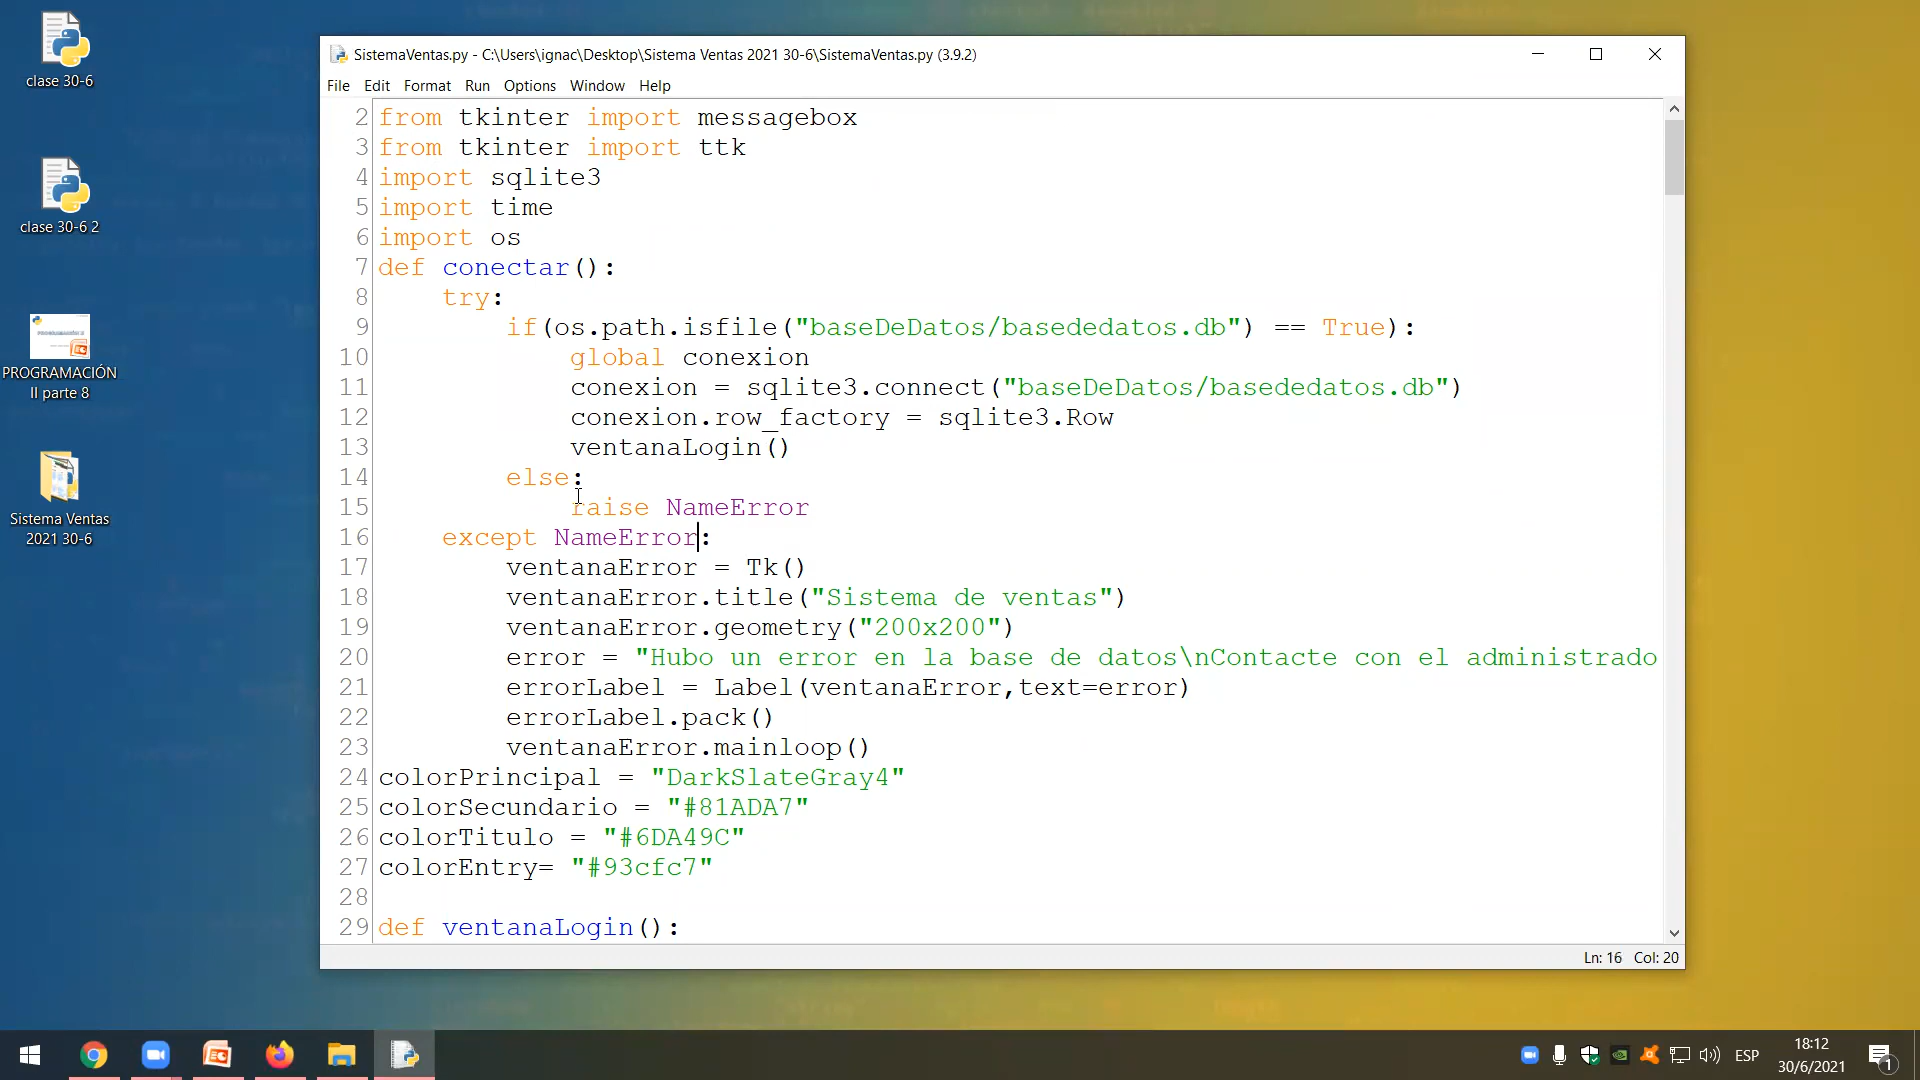 clase 30-6
clase 30-6 2
PROGRAMACIÓN
II parte 8
Sistema Ventas
2021 30-6
SistemaVentas.py - C:\Users\ignac\Desktop\Sistema Ventas 2021 30-6\SistemaVentas.py (3.9.2)
File Edit Format Run Options Window Help
2 from tkinter import messagebox
3 from tkinter import ttk
4 import sqlite3
5 import time
6 import os
7 def conectar():
8 try:
9 if(os.path.isfile("baseDeDatos/basededatos.db") == True):
10 global conexion
11 conexion = sqlite3.connect("baseDeDatos/basededatos.db")
12 conexion.row_factory = sqlite3.Row
13 ventanaLogin()
14 else:
15 raise NameError
16 except NameError:
17 ventanaError = Tk()
18 ventanaError.title("Sistema de ventas")
19 ventanaError.geometry("200x200")
20 error = "Hubo un error en la base de datos\nContacte con el administrado
21 errorLabel = Label(ventanaError,text=error)
22 errorLabel.pack()
23 ventanaError.mainloop()
24 colorPrincipal = "DarkSlateGray4"
25 colorSecundario = "#81ADA7"
26 colorTitulo = "#6DA49C"
27 colorEntry= "#93cfc7"
28
29 def ventanaLogin():
Ln: 16 Col: 20
ESP
18:12
30/6/2021
1